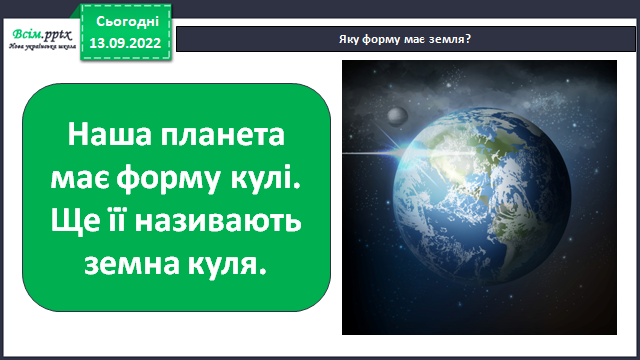 Всім.pptx
Нова українська школа
Сьогодні
13.09.2022
Яку форму має земля?
Наша планета
має форму кулі.
Ще її називають
земна куля.